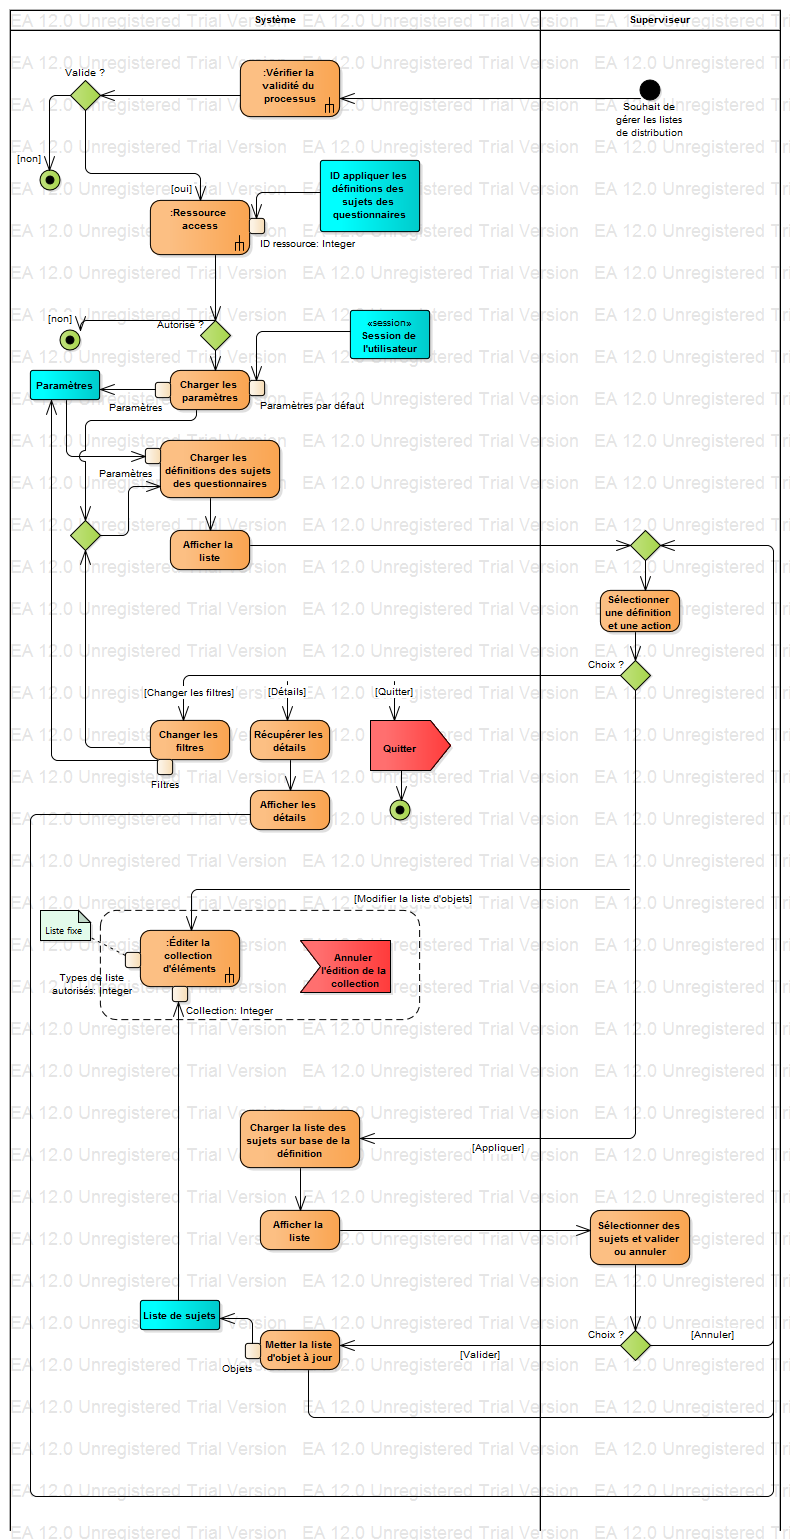 Système
Superviseur
EA 12.0 Unregistered Trial Version
Valide ?
:Vérifier la
validité du
processus
Souhait de
gérer les listes
de distribution
[non]
[oui]
:Ressource
access
ID appliquer les
définitions des
sujets des
questionnaires
ID ressource: Integer
[non]
Autorisé ?
«session»
Session de
l'utilisateur
Paramètres
Charger les
paramètres
Paramètres
Paramètres par défaut
Charger les
définitions des sujets
des questionnaires
Paramètres
Afficher la
liste
Sélectionner
une définition
et une action
Choix ?
[Changer les filtres]
[Détails]
[Quitter]
Changer les
filtres
Récupérer les
détails
Quitter
Filtres
Afficher les
détails
[Modifier la liste d'objets]
Liste fixe
:Éditer la
collection
d'éléments
Annuler
l'édition de la
collection
Types de liste
autorisés: Integer
Collection: Integer
Charger la liste des
sujets sur base de la
définition
[Appliquer]
Afficher la
liste
Sélectionner des
sujets et valider
ou annuler
Liste de sujets
Metter la liste
d'objet à jour
Objets
Choix ?
[Annuler]
[Valider]